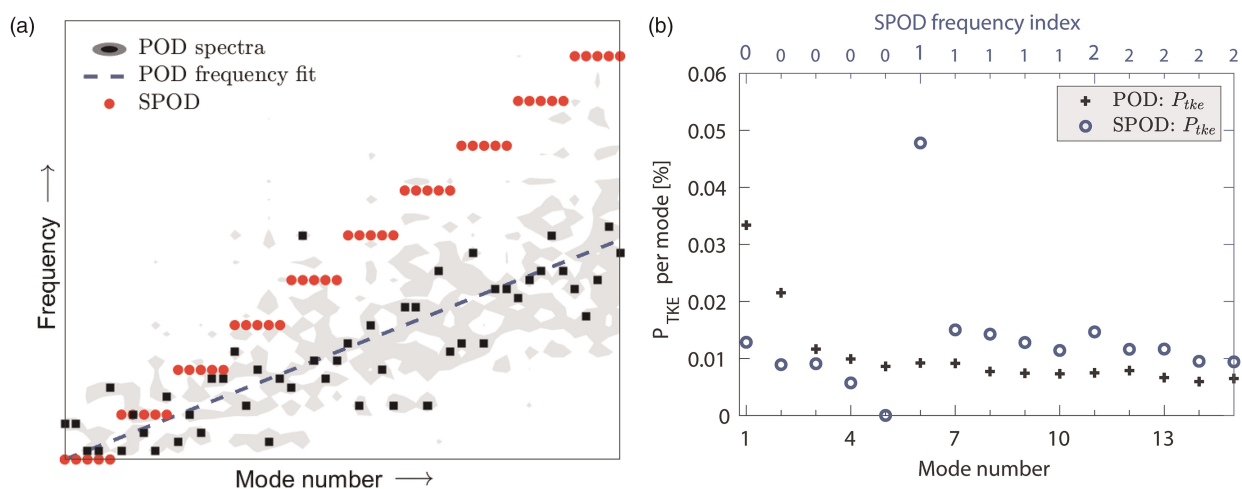 (a)
POD spectra
POD frequency fit
SPOD
Frequency
Mode number
(b)
SPOD frequency index
0 0 0 0 0 1 1 1 1 1 2 2 2 2 2
0.06
0.05
0.04
0.03
0.02
0.01
0
P_TKE per mode [%]
POD: P_tke
SPOD: P_tke
1 4 7 10 13
Mode number